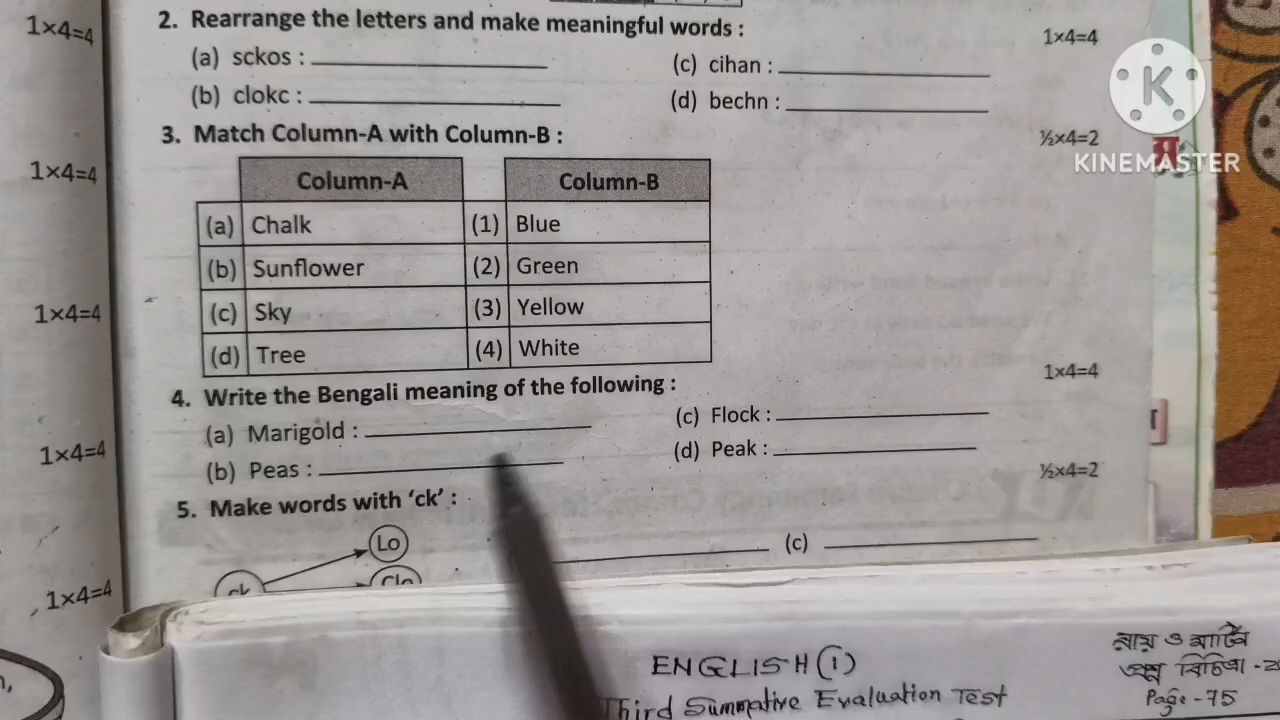 1×4=4
2. Rearrange the letters and make meaningful words :
1×4=4
(a) sckos :
(c) cihan :
(b) clokc :
(d) bechn :
3. Match Column-A with Column-B :
½×4=2
K
KINEMASTER
1×4=4
Column-A Column-B
(a) Chalk (1) Blue
(b) Sunflower (2) Green
(c) Sky (3) Yellow
(d) Tree (4) White
1×4=4
4. Write the Bengali meaning of the following :
1×4=4
(a) Marigold :
(c) Flock :
(b) Peas :
(d) Peak :
1×4=4
5. Make words with ‘ck’ :
½×4=2
Lo
(c)
ck
Clo
1×4=4
ENGLISH (1)
Third Summative Evaluation Test
রায় ও মার্টিন
প্রশ্ন বিচিত্রা
Page - 75